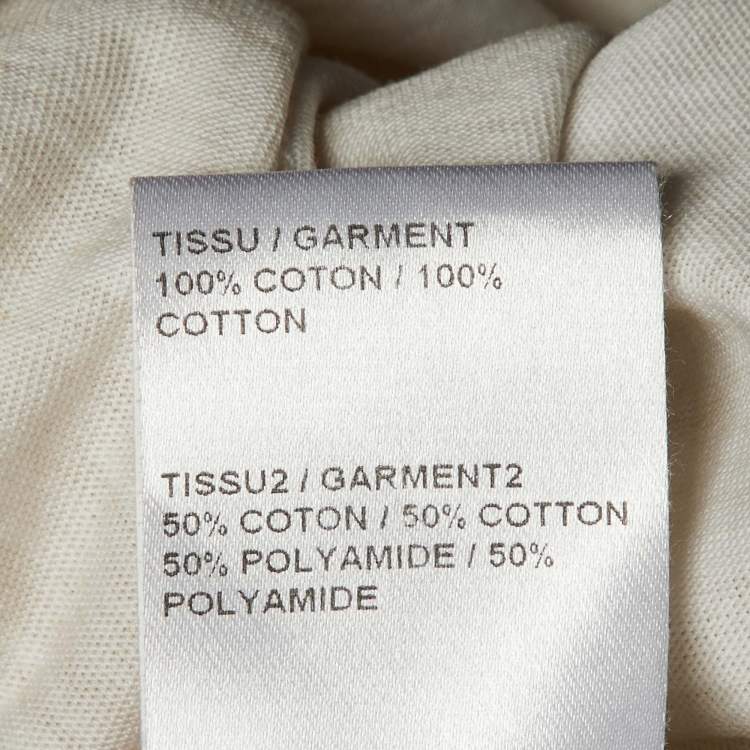 TISSU / GARMENT
100% COTON / 100%
COTTON
TISSU2 / GARMENT2
50% COTON / 50% COTTON
50% POLYAMIDE / 50%
POLYAMIDE